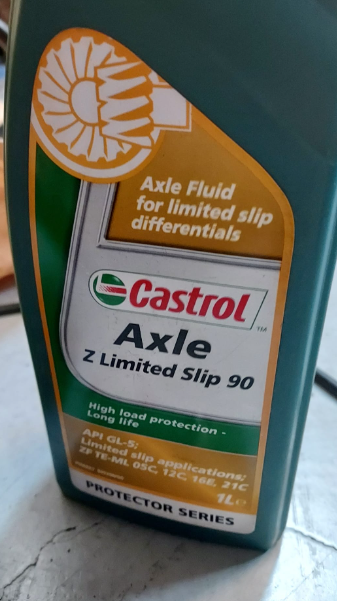 Axle Fluid
for limited slip
differentials
Castrol
TM
Axle
Z Limited Slip 90
High load protection -
Long life
API GL-5;
Limited slip applications;
ZF TE-ML 05C, 12C, 16E, 21C
1L e
PROTECTOR SERIES